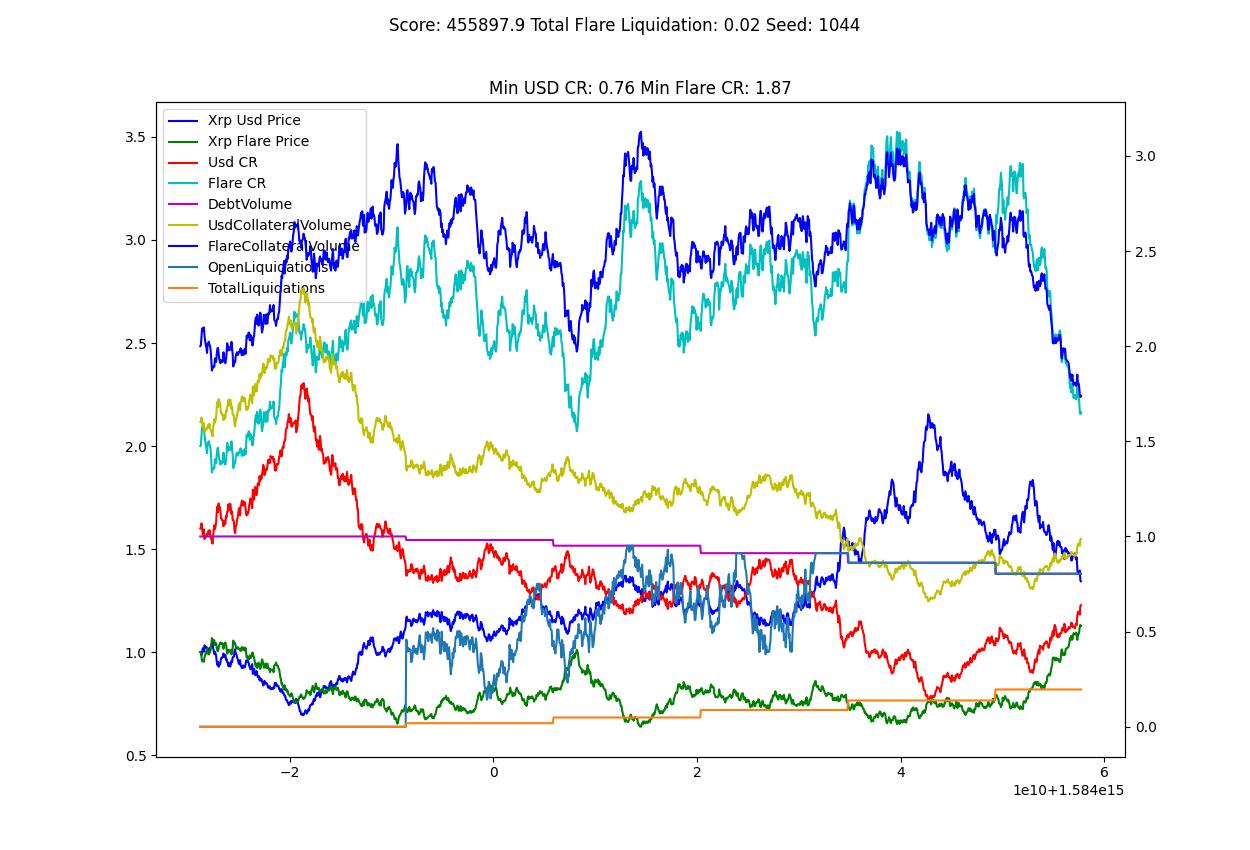 Score: 455897.9 Total Flare Liquidation: 0.02 Seed: 1044
Min USD CR: 0.76 Min Flare CR: 1.87
Xrp Usd Price
Xrp Flare Price
Usd CR
Flare CR
DebtVolume
UsdCollateralVolume
FlareCollateralVolume
OpenLiquidations
TotalLiquidations
3.5
3.0
2.5
2.0
1.5
1.0
0.5
3.0
2.5
2.0
1.5
1.0
0.5
0.0
−2
0
2
4
6
1e10+1.584e15